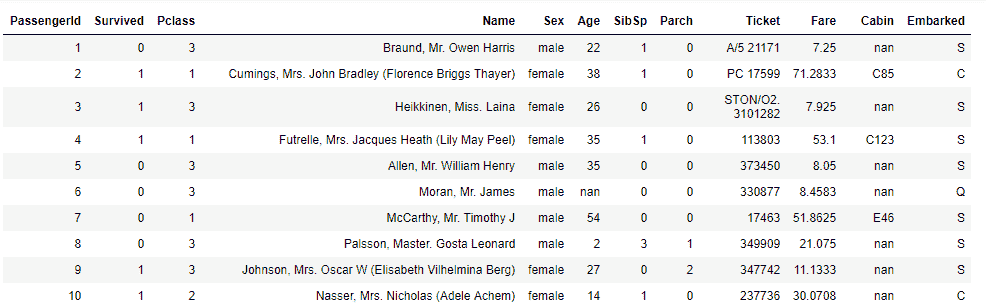 PassengerId Survived Pclass Name Sex Age SibSp Parch Ticket Fare Cabin Embarked
1 0 3 Braund, Mr. Owen Harris male 22 1 0 A/5 21171 7.25 nan S
2 1 1 Cumings, Mrs. John Bradley (Florence Briggs Thayer) female 38 1 0 PC 17599 71.2833 C85 C
3 1 3 Heikkinen, Miss. Laina female 26 0 0 STON/O2. 7.925 nan S
3101282
4 1 1 Futrelle, Mrs. Jacques Heath (Lily May Peel) female 35 1 0 113803 53.1 C123 S
5 0 3 Allen, Mr. William Henry male 35 0 0 373450 8.05 nan S
6 0 3 Moran, Mr. James male nan 0 0 330877 8.4583 nan Q
7 0 1 McCarthy, Mr. Timothy J male 54 0 0 17463 51.8625 E46 S
8 0 3 Palsson, Master. Gosta Leonard male 2 3 1 349909 21.075 nan S
9 1 3 Johnson, Mrs. Oscar W (Elisabeth Vilhelmina Berg) female 27 0 2 347742 11.1333 nan S
10 1 2 Nasser, Mrs. Nicholas (Adele Achem) female 14 1 0 237736 30.0708 nan C